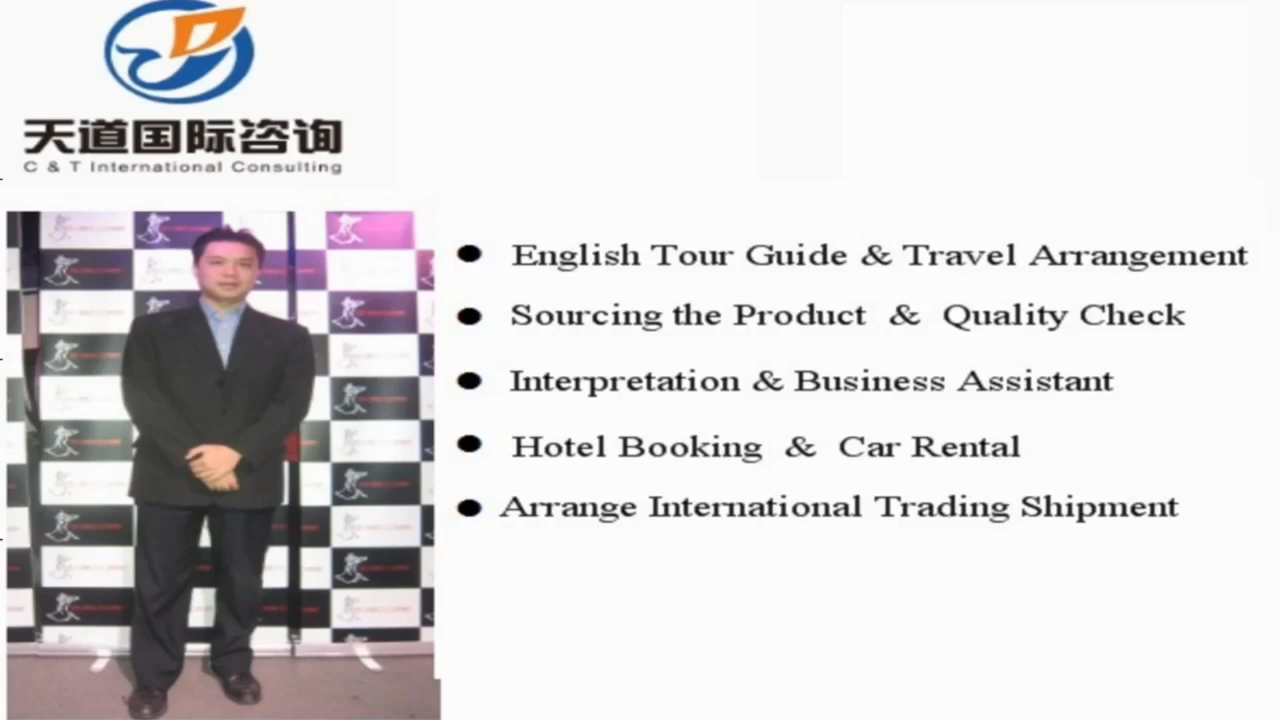 天道国际咨询
C & T International Consulting
● English Tour Guide & Travel Arrangement
● Sourcing the Product & Quality Check
● Interpretation & Business Assistant
● Hotel Booking & Car Rental
● Arrange International Trading Shipment